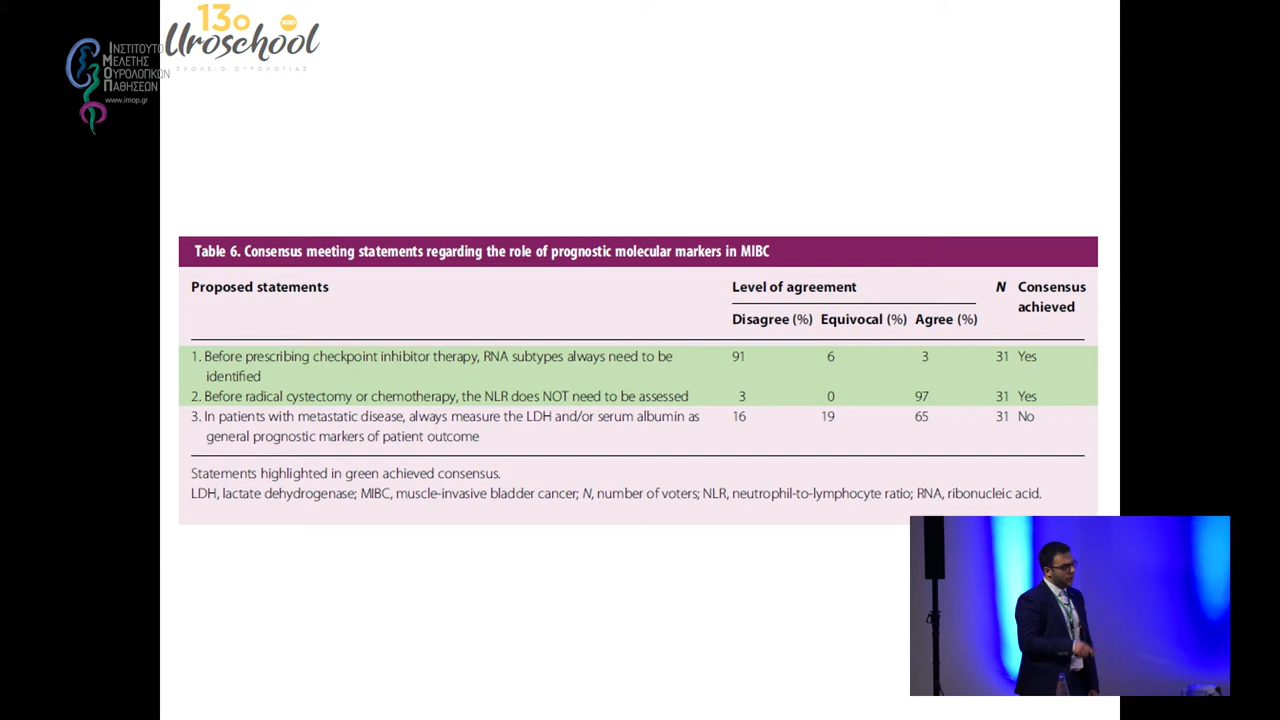 13ο
Uroschool
ΣΧΟΛΕΙΟ ΟΥΡΟΛΟΓΙΑΣ
ΙΝΣΤΙΤΟΥΤΟ
ΜΕΛΕΤΗΣ
ΟΥΡΟΛΟΓΙΚΩΝ
ΠΑΘΗΣΕΩΝ
www.imop.gr
Table 6. Consensus meeting statements regarding the role of prognostic molecular markers in MIBC
Proposed statements Level of agreement N Consensus
achieved
Disagree (%) Equivocal (%) Agree (%)
1. Before prescribing checkpoint inhibitor therapy, RNA subtypes always need to be 91 6 3 31 Yes
identified
2. Before radical cystectomy or chemotherapy, the NLR does NOT need to be assessed 3 0 97 31 Yes
3. In patients with metastatic disease, always measure the LDH and/or serum albumin as 16 19 65 31 No
general prognostic markers of patient outcome
Statements highlighted in green achieved consensus.
LDH, lactate dehydrogenase; MIBC, muscle-invasive bladder cancer; N, number of voters; NLR, neutrophil-to-lymphocyte ratio; RNA, ribonucleic acid.